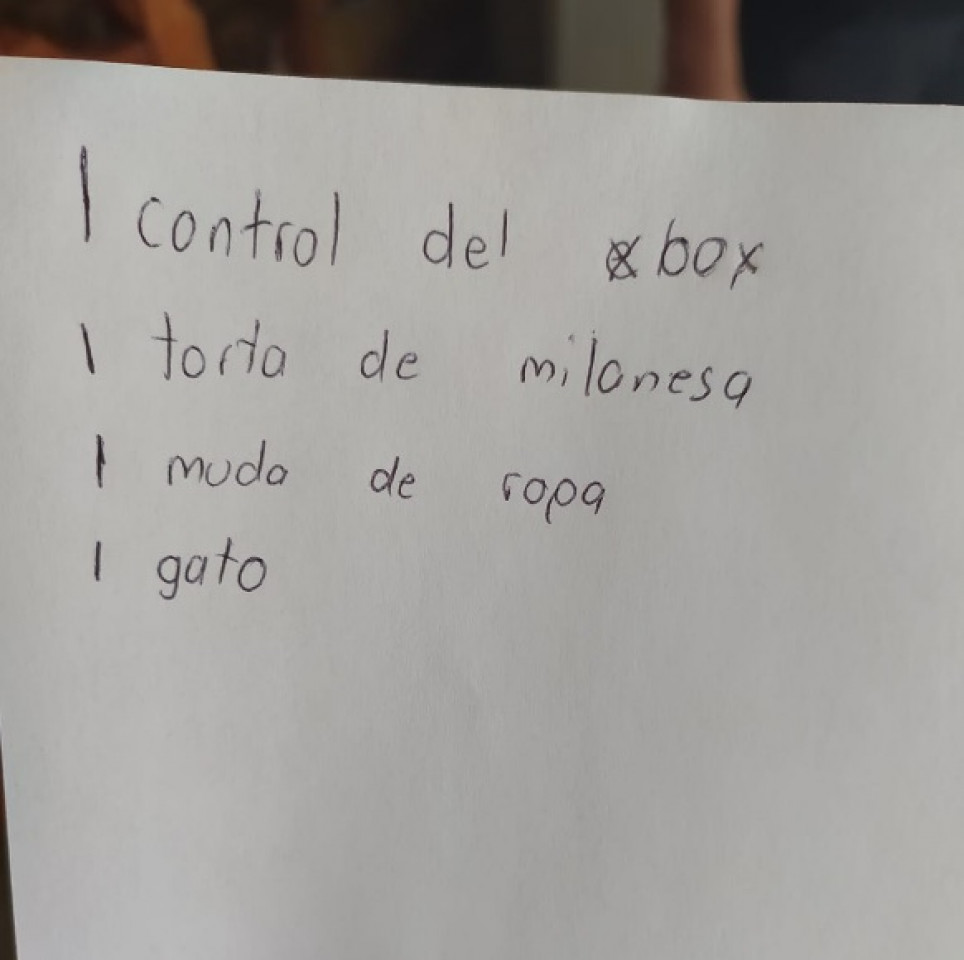 1 control del xbox
1 torta de milanesa
1 muda de ropa
1 gato